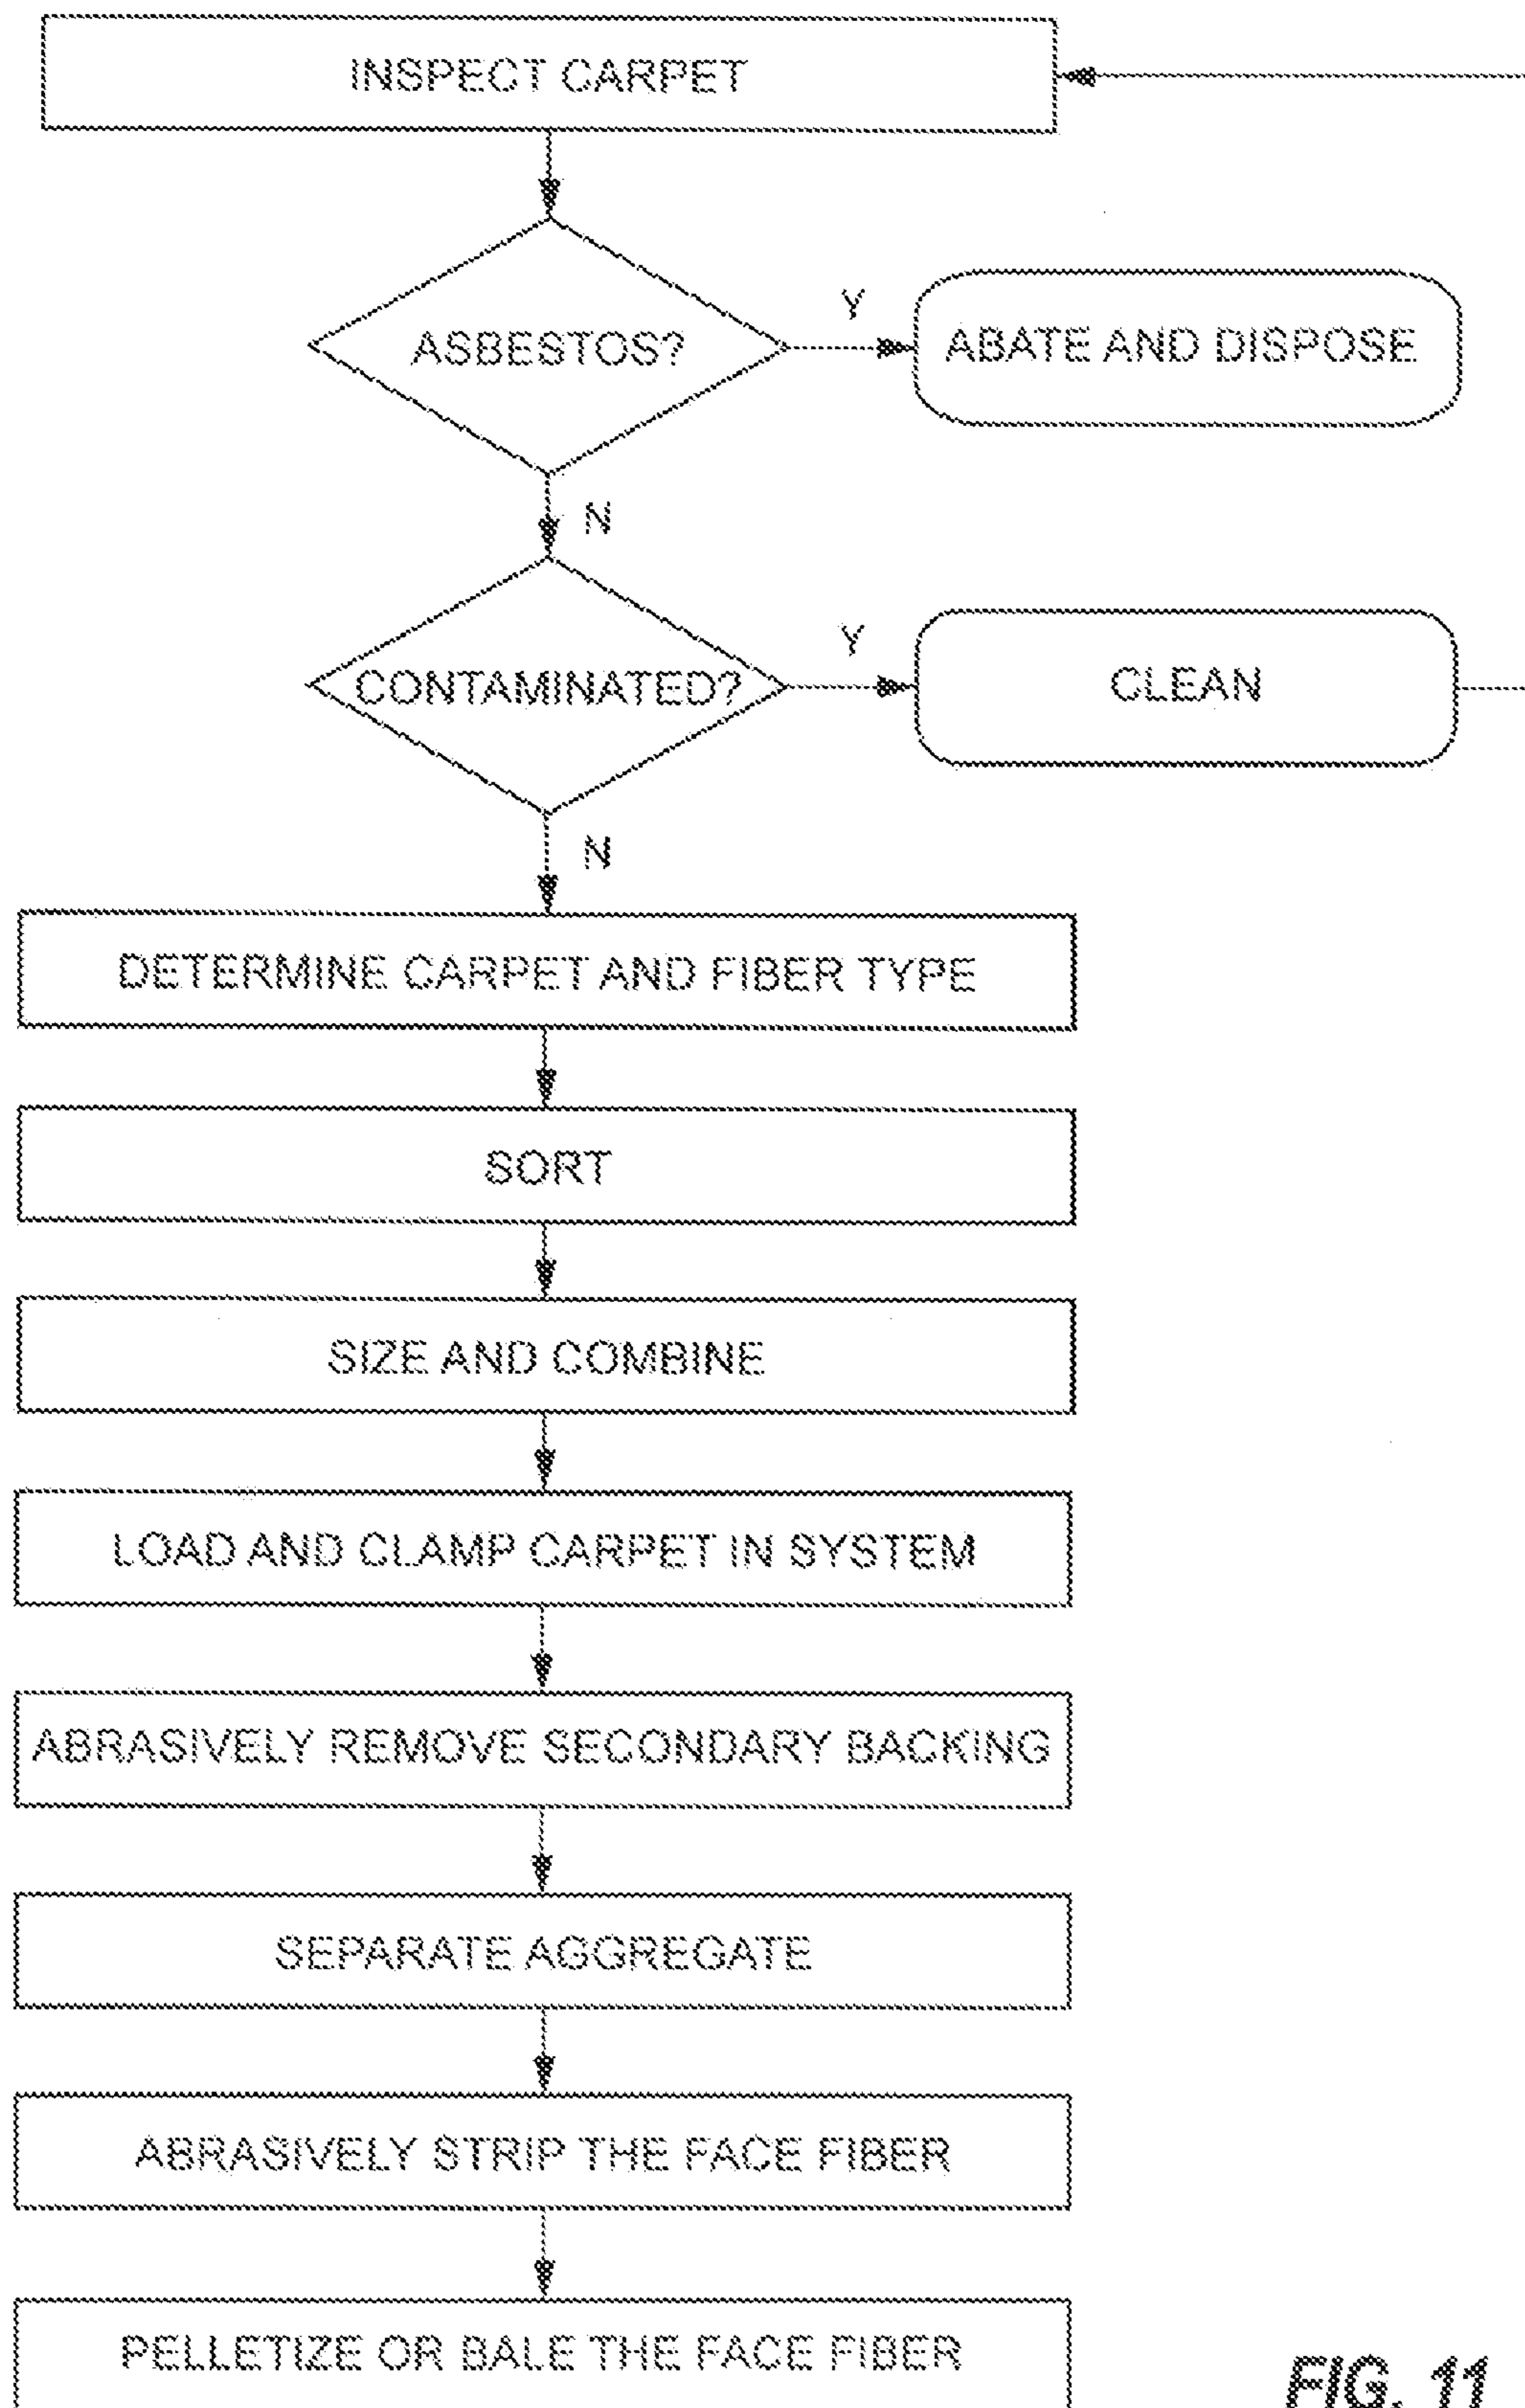 INSPECT CARPET
ASBESTOS?
Y
ABATE AND DISPOSE
N
CONTAMINATED?
Y
CLEAN
N
DETERMINE CARPET AND FIBER TYPE
SORT
SIZE AND COMBINE
LOAD AND CLAMP CARPET IN SYSTEM
ABRASIVELY REMOVE SECONDARY BACKING
SEPARATE AGGREGATE
ABRASIVELY STRIP THE FACE FIBER
PELLETIZE OR BALE THE FACE FIBER
FIG. 11